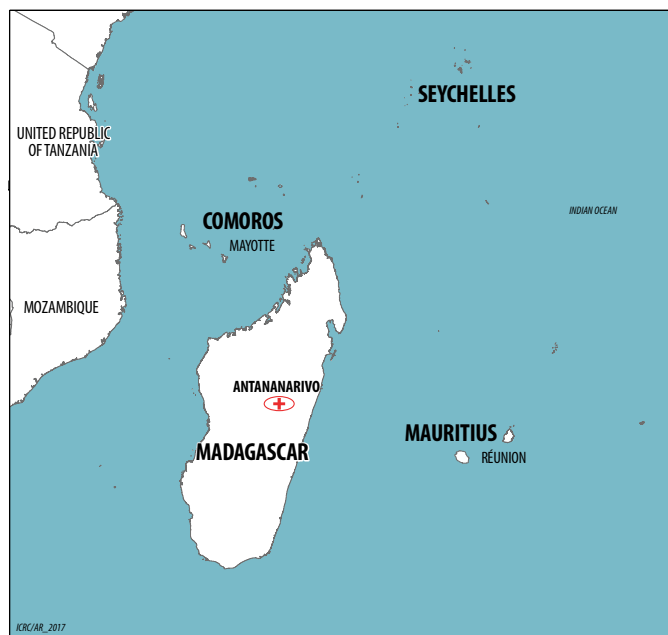 SEYCHELLES
UNITED REPUBLIC
OF TANZANIA
INDIAN OCEAN
COMOROS
MAYOTTE
MOZAMBIQUE
ANTANANARIVO
MAURITIUS
MADAGASCAR
RÉUNION
ICRC/AR_2017